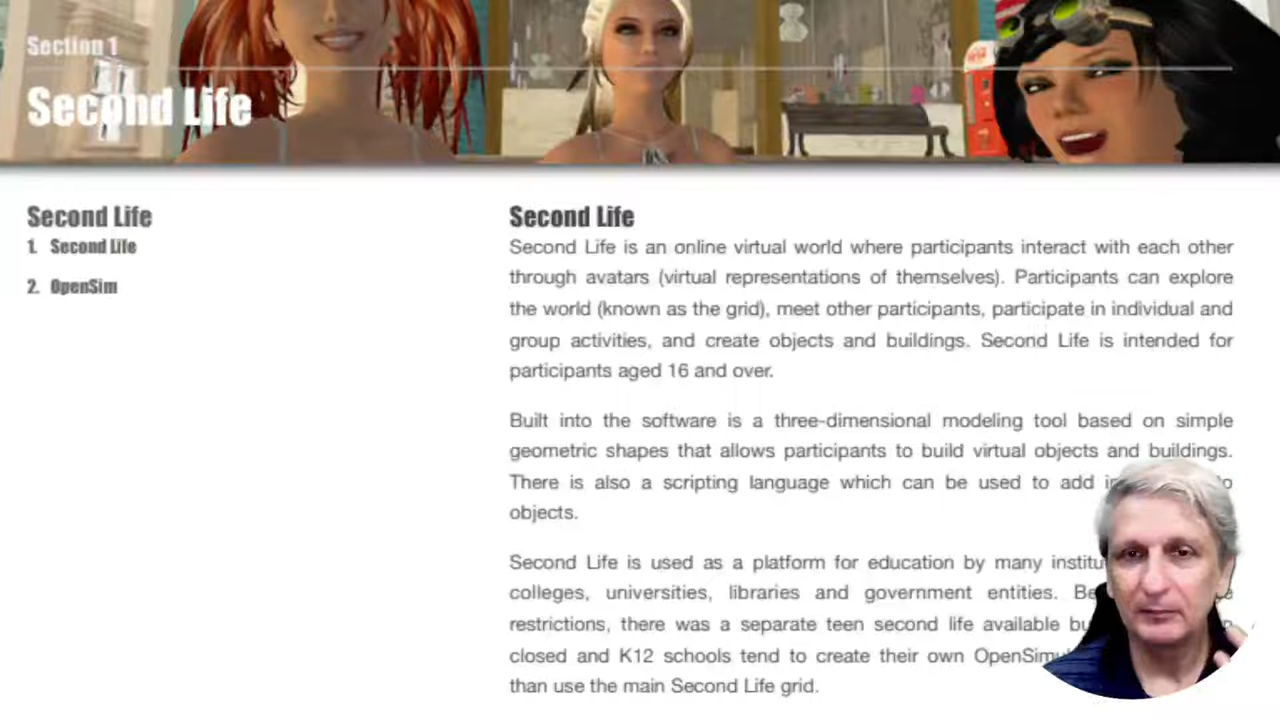 Section 1
Second Life
Second Life
1. Second Life
2. OpenSim
Second Life
Second Life is an online virtual world where participants interact with each other
through avatars (virtual representations of themselves). Participants can explore
the world (known as the grid), meet other participants, participate in individual and
group activities, and create objects and buildings. Second Life is intended for
participants aged 16 and over.
Built into the software is a three-dimensional modeling tool based on simple
geometric shapes that allows participants to build virtual objects and buildings.
There is also a scripting language which can be used to add
objects.
Second Life is used as a platform for education by many
colleges, universities, libraries and government entities.
restrictions, there was a separate teen second life available
closed and K12 schools tend to create their own
than use the main Second Life grid.